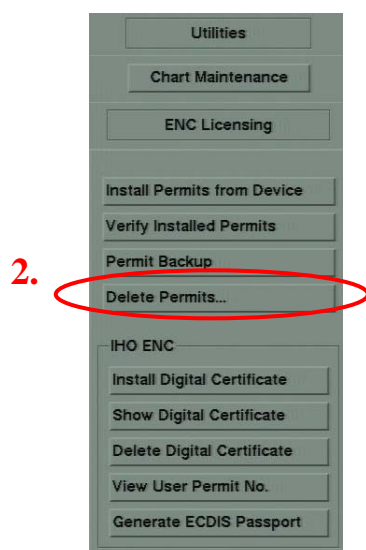 Utilities
Chart Maintenance
ENC Licensing
Install Permits from Device
Verify Installed Permits
Permit Backup
2.
Delete Permits...
IHO ENC
Install Digital Certificate
Show Digital Certificate
Delete Digital Certificate
View User Permit No.
Generate ECDIS Passport